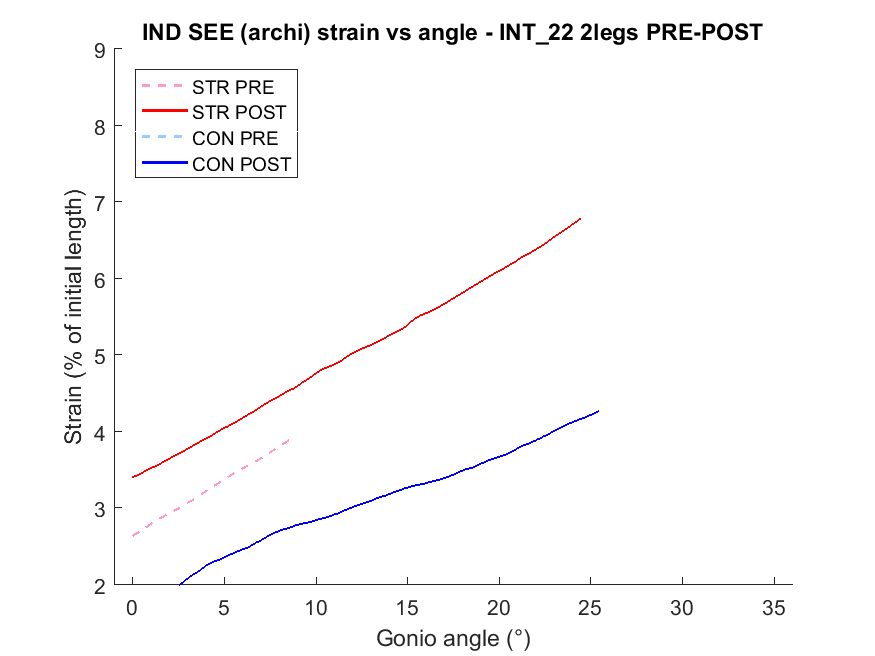 IND SEE (archi) strain vs angle - INT_22 2legs PRE-POST
9
8
7
6
5
4
3
2
Strain (% of initial length)
STR PRE
STR POST
CON PRE
CON POST
0 5 10 15 20 25 30 35
Gonio angle (°)